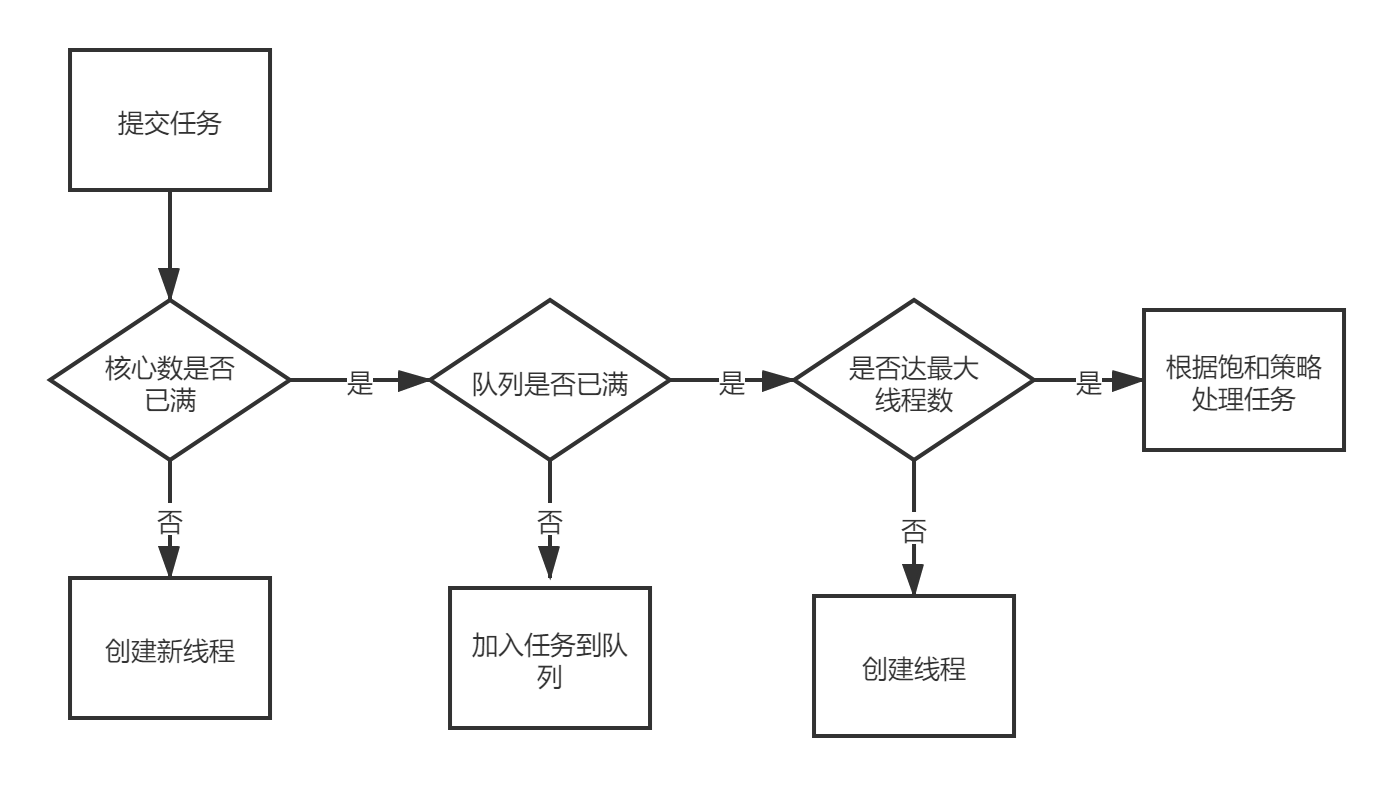 提交任务
核心数是否
已满
是
队列是否已满
是
是否达最大
线程数
是
根据饱和策略
处理任务
否
否
否
创建新线程
加入任务到队
列
创建线程